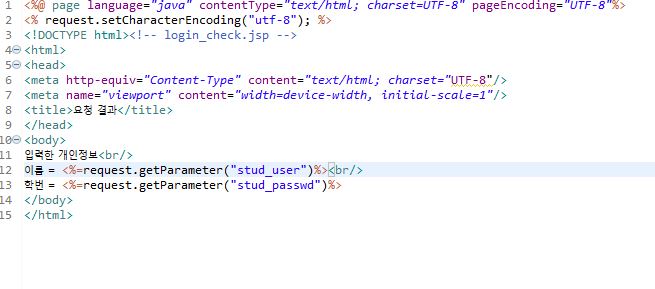 1 <%@ page language="java" contentType="text/html; charset=UTF-8" pageEncoding="UTF-8"%>
2 <% request.setCharacterEncoding("utf-8"); %>
3 <!DOCTYPE html><!-- login_check.jsp -->
4 <html>
5 <head>
6 <meta http-equiv="Content-Type" content="text/html; charset="UTF-8"/>
7 <meta name="viewport" content="width=device-width, initial-scale=1"/>
8 <title>요청 결과</title>
9 </head>
10 <body>
11 입력한 개인정보<br/>
12 이름 = <%=request.getParameter("stud_user")%><br/>
13 학번 = <%=request.getParameter("stud_passwd")%>
14 </body>
15 </html>